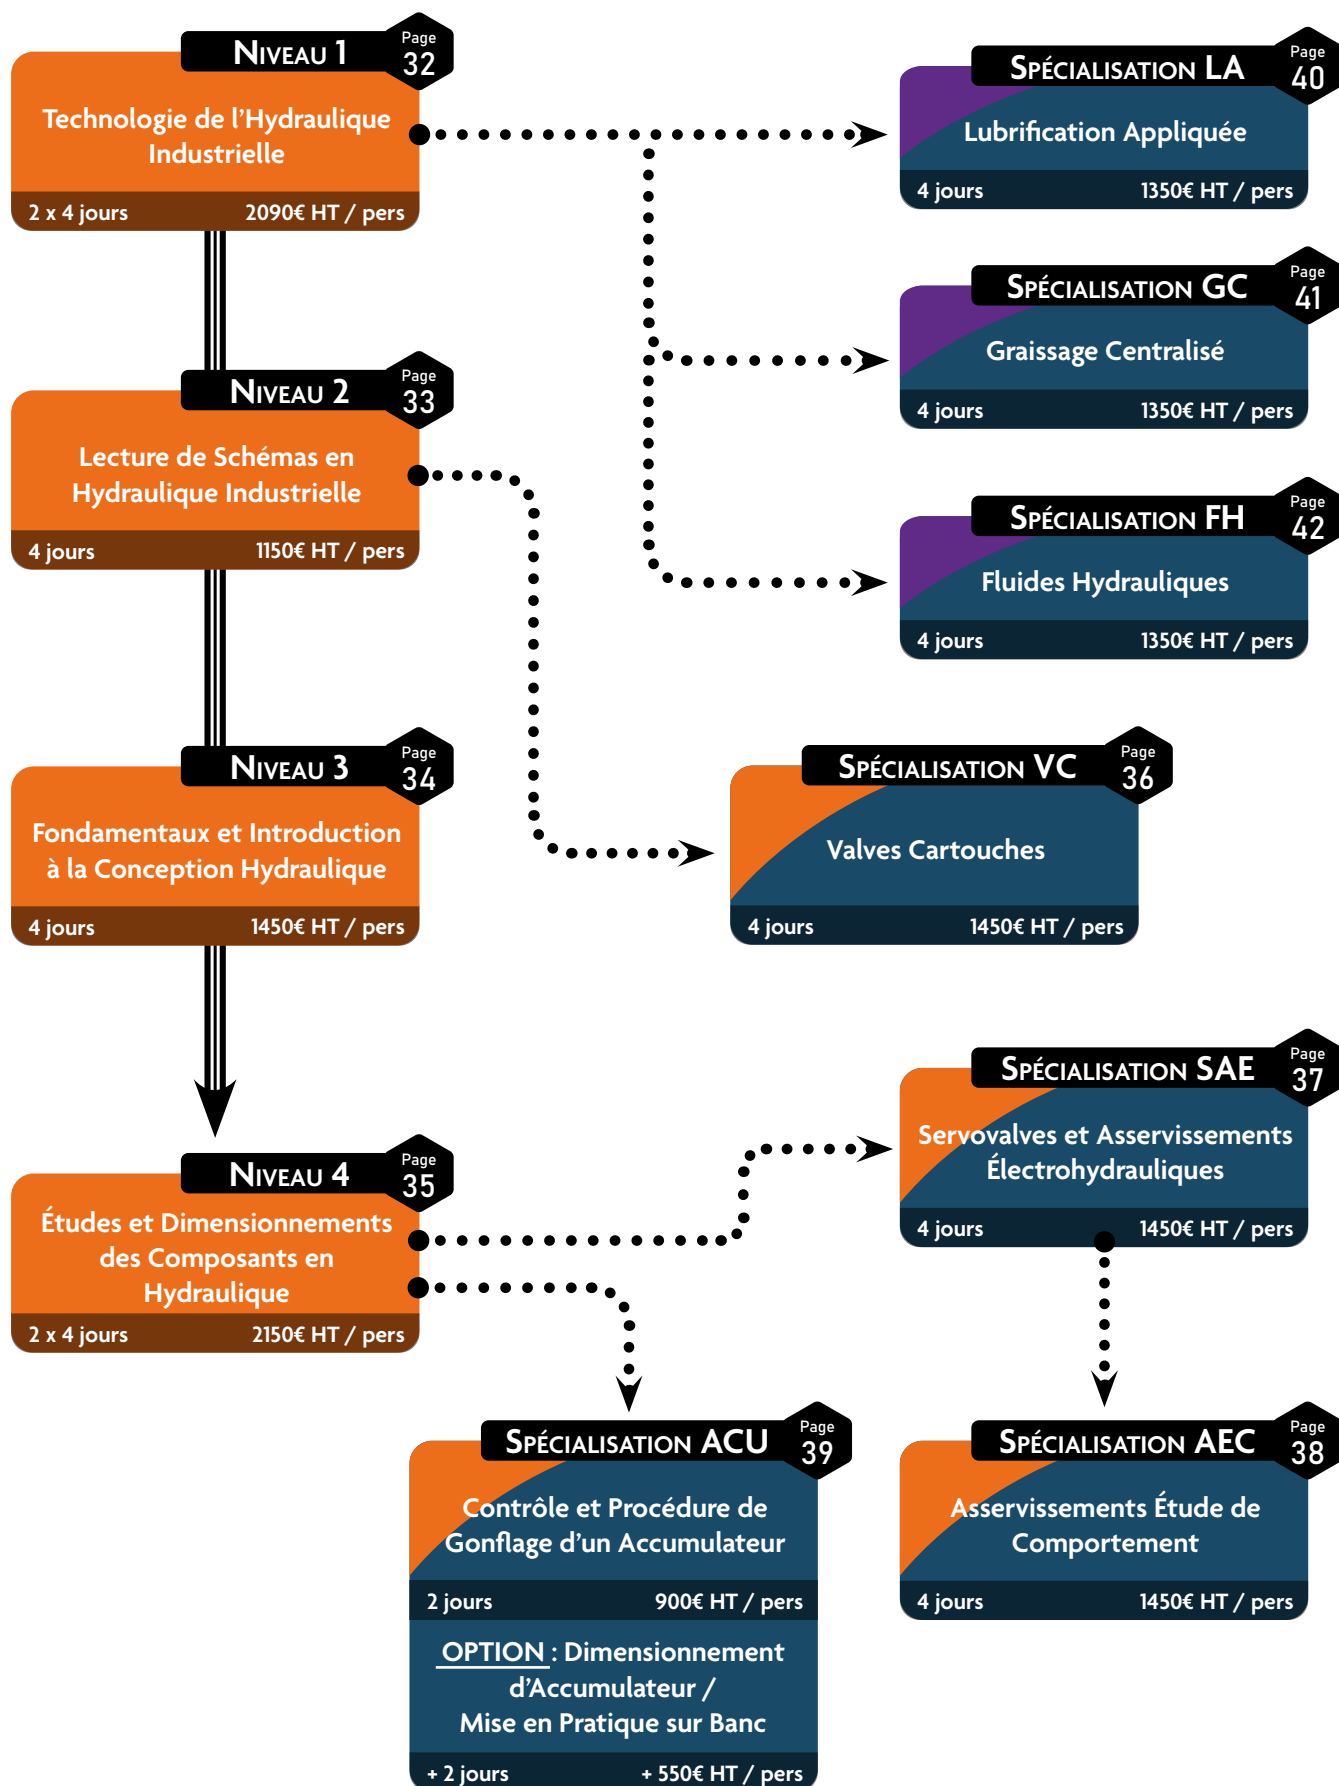 Niveau 1
Page
32
Technologie de l’Hydraulique
Industrielle
2 x 4 jours 2090€ HT / pers
Spécialisation LA
Page
40
Lubrification Appliquée
4 jours 1350€ HT / pers
Spécialisation GC
Page
41
Graissage Centralisé
4 jours 1350€ HT / pers
Niveau 2
Page
33
Lecture de Schémas en
Hydraulique Industrielle
4 jours 1150€ HT / pers
Spécialisation FH
Page
42
Fluides Hydrauliques
4 jours 1350€ HT / pers
Niveau 3
Page
34
Fondamentaux et Introduction
à la Conception Hydraulique
4 jours 1450€ HT / pers
Spécialisation VC
Page
36
Valves Cartouches
4 jours 1450€ HT / pers
Spécialisation SAE
Page
37
Servovalves et Asservissements
Électrohydrauliques
4 jours 1450€ HT / pers
Niveau 4
Page
35
Études et Dimensionnements
des Composants en
Hydraulique
2 x 4 jours 2150€ HT / pers
Spécialisation ACU
Page
39
Contrôle et Procédure de
Gonflage d’un Accumulateur
2 jours 900€ HT / pers
OPTION : Dimensionnement
d’Accumulateur /
Mise en Pratique sur Banc
+ 2 jours + 550€ HT / pers
Spécialisation AEC
Page
38
Asservissements Étude de
Comportement
4 jours 1450€ HT / pers